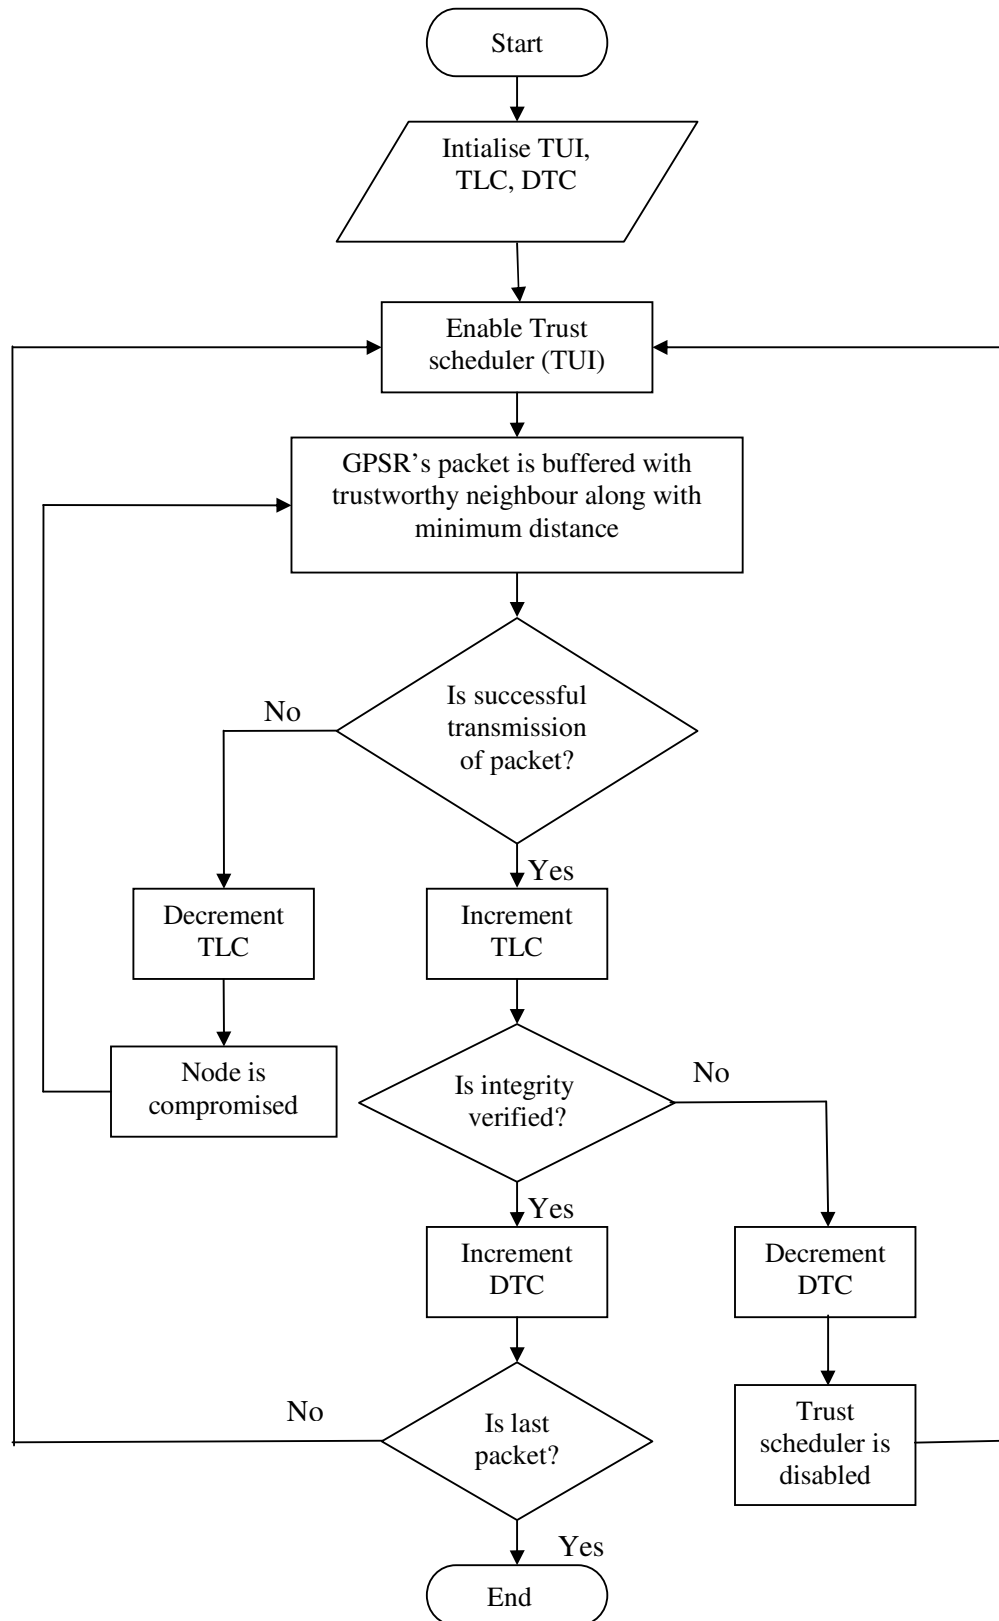 Start
Intialise TUI,
TLC, DTC
Enable Trust
scheduler (TUI)
GPSR’s packet is buffered with
trustworthy neighbour along with
minimum distance
Is successful
transmission
of packet?
No
Yes
Decrement
TLC
Increment
TLC
Node is
compromised
Is integrity
verified?
No
Yes
Increment
DTC
Decrement
DTC
Is last
packet?
No
Trust
scheduler is
disabled
Yes
End